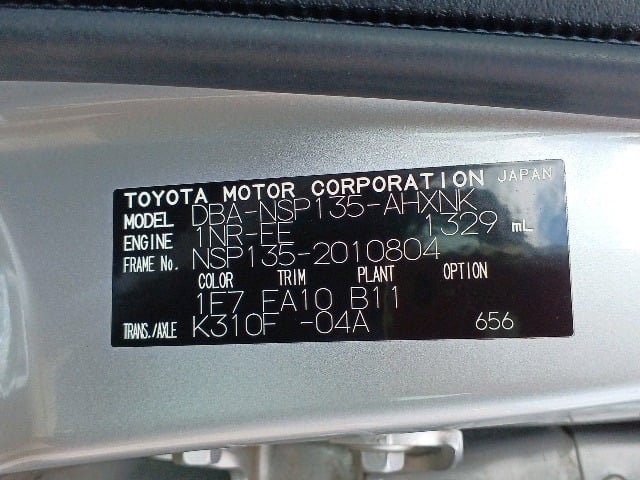 TOYOTA MOTOR CORPORATION JAPAN
MODEL DBA-NSP135-AHXNK
ENGINE 1NR-FE 1329 mL
FRAME No. NSP135-2010804
COLOR TRIM PLANT OPTION
1E7 EA10 B11
TRANS./AXLE K310F -04A 656